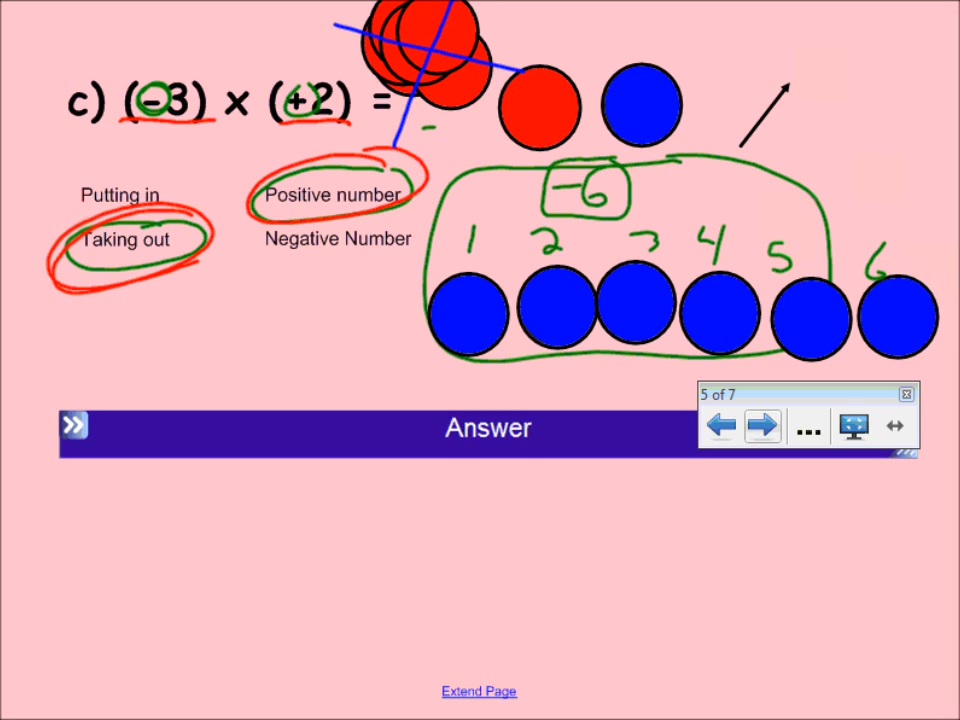 c) (-3) x (+2) =
-
Putting in Positive number
-6
Taking out Negative Number
1 2 3 4 5 6
5 of 7
Answer
...
Extend Page